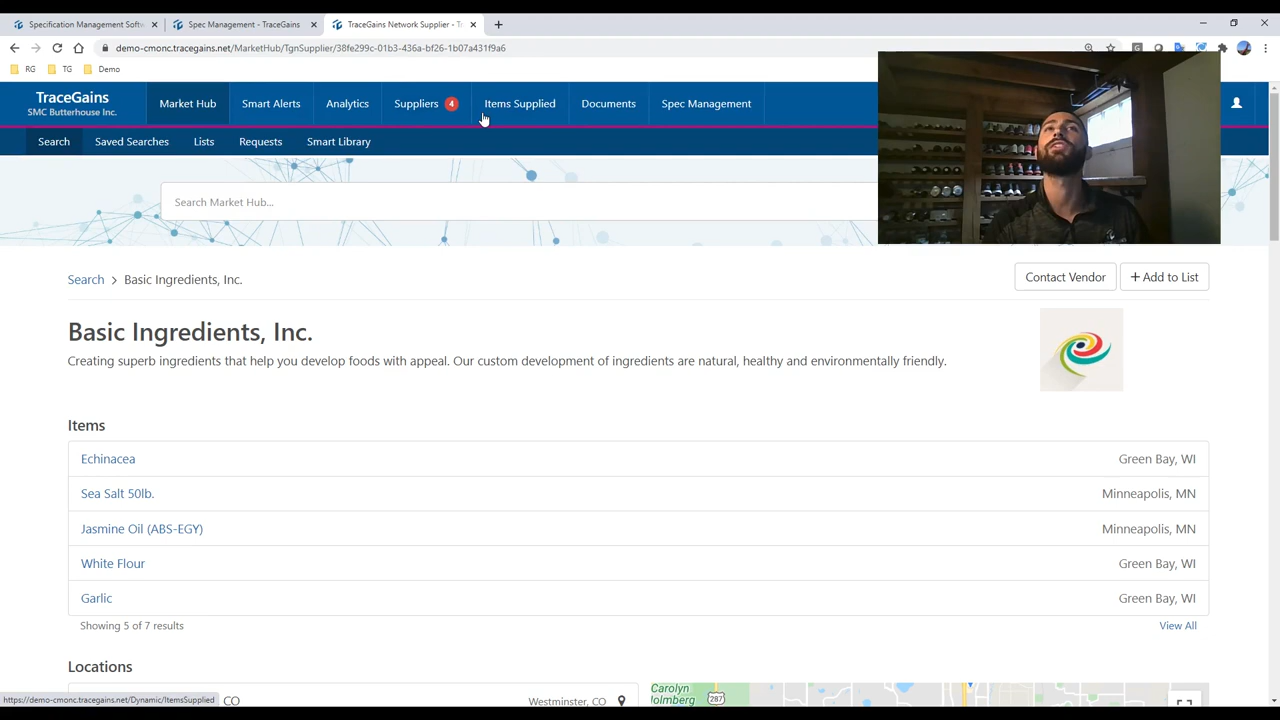 Specification Management Softw
Spec Management - TraceGains
TraceGains Network Supplier - T
demo-cmonc.tracegains.net/MarketHub/TgnSupplier/38fe299c-01b3-436a-bf26-1b07a431f9a6
RG TG Demo
TraceGains
SMC Butterhouse Inc.
Market Hub Smart Alerts Analytics Suppliers 4 Items Supplied Documents Spec Management
Search Saved Searches Lists Requests Smart Library
Search Market Hub...
Search > Basic Ingredients, Inc.
Contact Vendor + Add to List
Basic Ingredients, Inc.
Creating superb ingredients that help you develop foods with appeal. Our custom development of ingredients are natural, healthy and environmentally friendly.
Items
Echinacea Green Bay, WI
Sea Salt 50lb. Minneapolis, MN
Jasmine Oil (ABS-EGY) Minneapolis, MN
White Flour Green Bay, WI
Garlic Green Bay, WI
Showing 5 of 7 results View All
Locations
https://demo-cmonc.tracegains.net/Dynamic/ItemsSupplied CO Westminster, CO
Carolyn
Holmberg 287